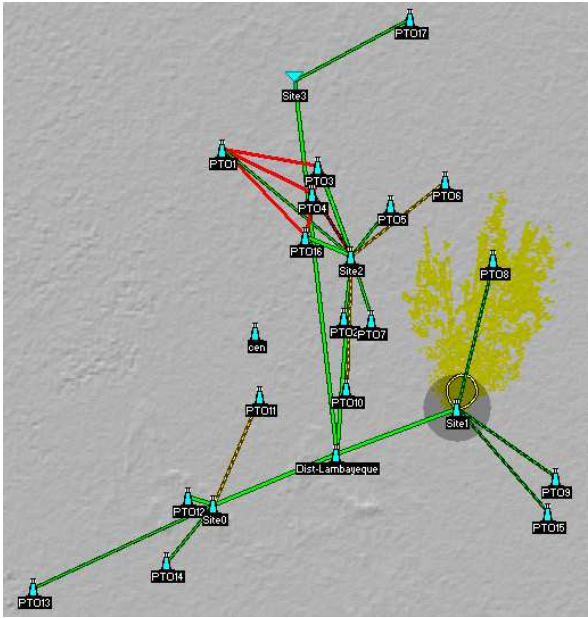 PTO17
Site3
PTO1
PTO3
PTO4
PTO6
PTO5
PTO16
Site2
PTO8
PTO2
PTO7
cen
PTO10
PTO11
Site1
Dist-Lambayeque
PTO9
PTO12
Site0
PTO15
PTO14
PTO13